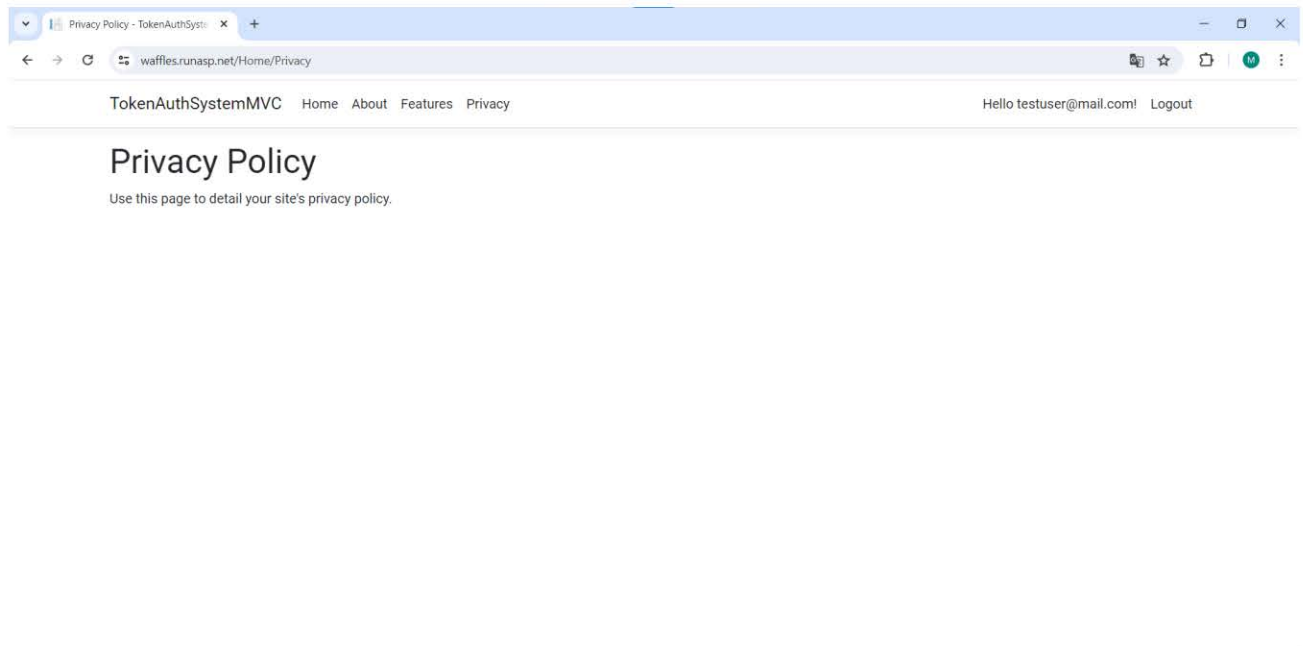 Privacy Policy - TokenAuthSyste
waffles.runasp.net/Home/Privacy
M
TokenAuthSystemMVC Home About Features Privacy Hello testuser@mail.com! Logout
Privacy Policy
Use this page to detail your site's privacy policy.